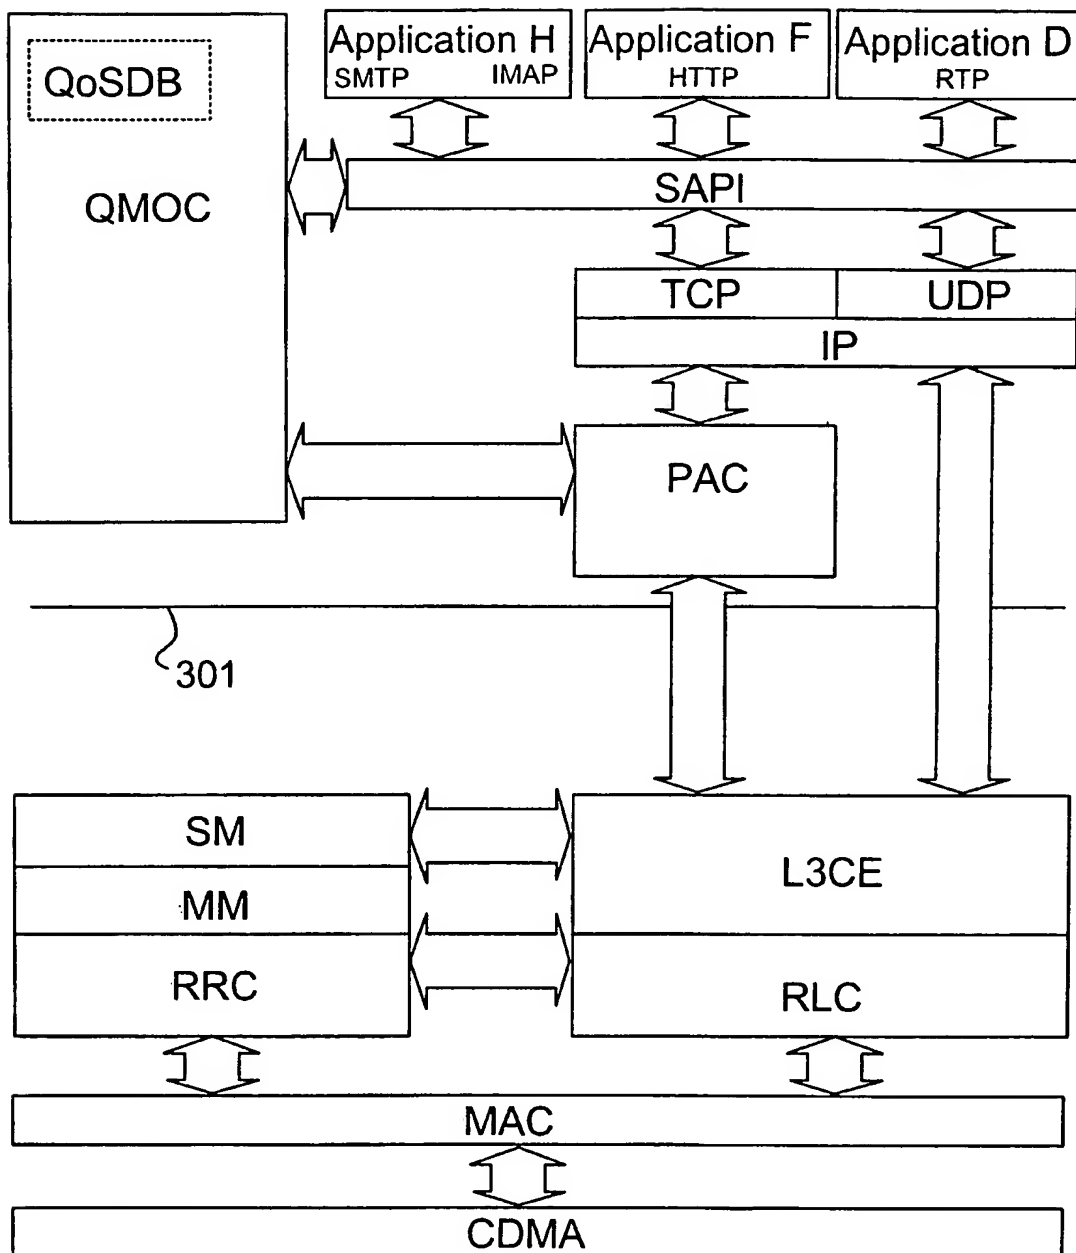 QoSDB
QMOC
Application H
SMTP IMAP
Application F
HTTP
Application D
RTP
SAPI
TCP
UDP
IP
PAC
301
SM
MM
RRC
L3CE
RLC
MAC
CDMA